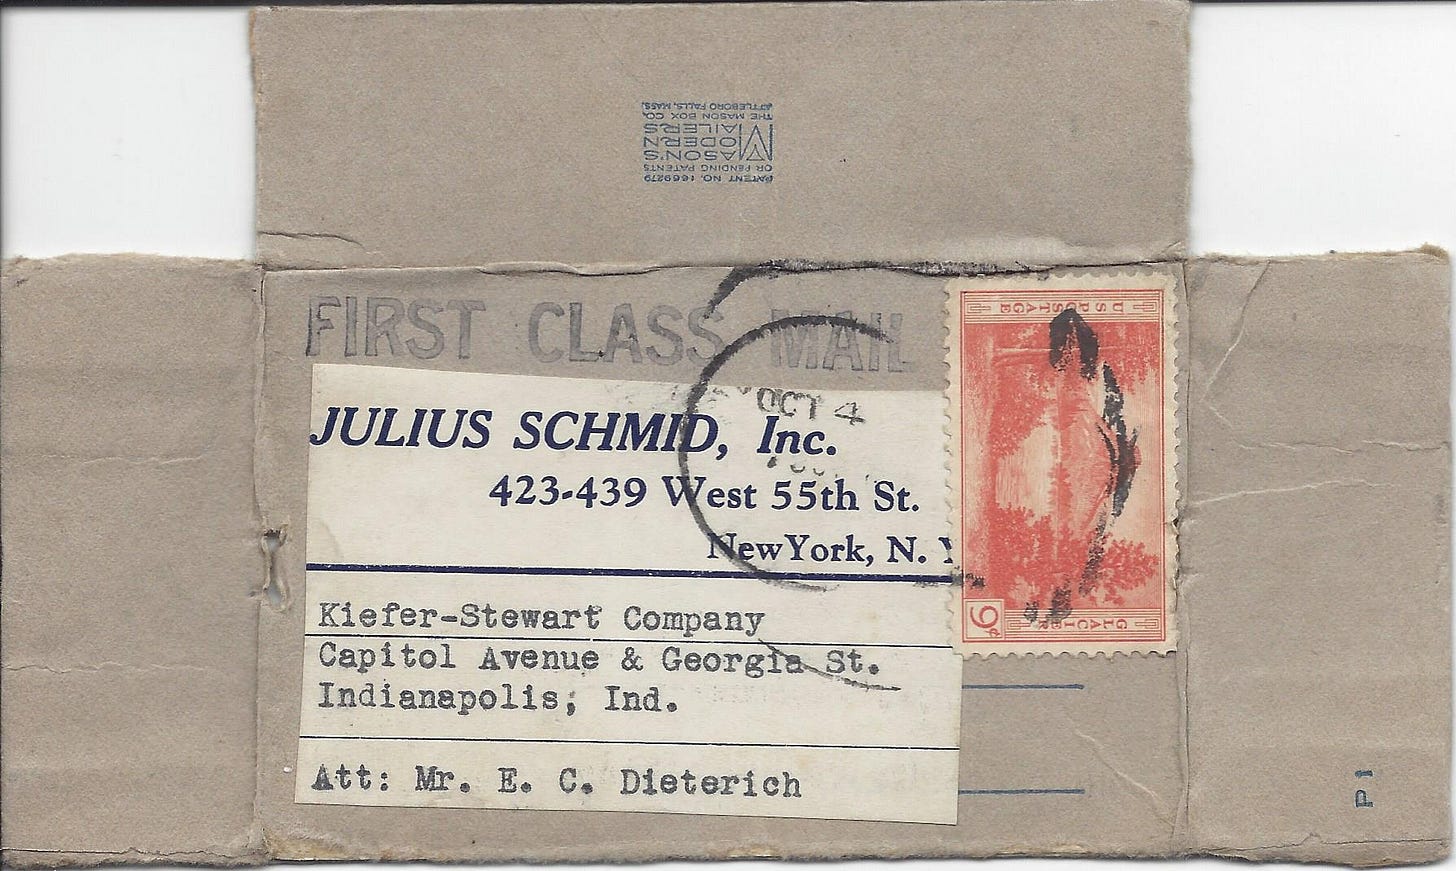 PATENT NO. 1669279
OR PENDING PATENTS
MASON'S
MODERN
MAILERS
THE MASON BOX CO.
ATTLEBORO FALLS, MASS.
FIRST CLASS MAIL
OCT 4
U S POSTAGE
GLACIER
9¢
JULIUS SCHMID, Inc.
423-439 West 55th St.
New York, N. Y
Kiefer-Stewart Company
Capitol Avenue & Georgia St.
Indianapolis, Ind.
Att: Mr. E. C. Dieterich
P1